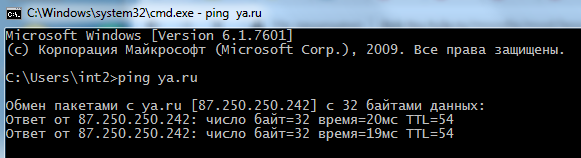 C:\Windows\system32\cmd.exe - ping  ya.ru
Microsoft Windows [Version 6.1.7601]
(c) Корпорация Майкрософт (Microsoft Corp.), 2009. Все права защищены.
C:\Users\int2>ping ya.ru
Обмен пакетами с ya.ru [87.250.250.242] с 32 байтами данных:
Ответ от 87.250.250.242: число байт=32 время=20мс TTL=54
Ответ от 87.250.250.242: число байт=32 время=19мс TTL=54